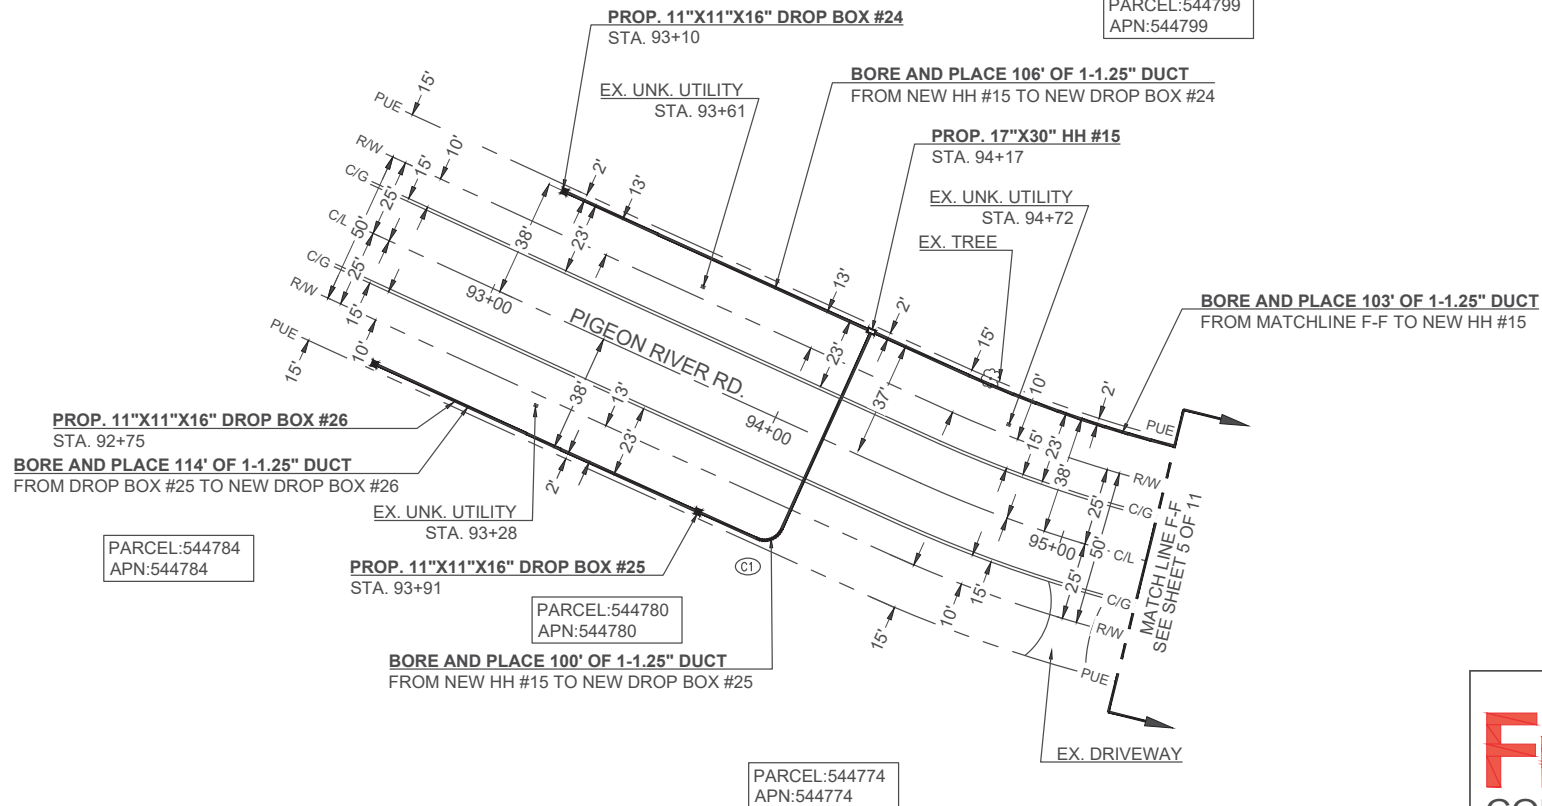 PARCEL:544799
APN:544799
PROP. 11"X11"X16" DROP BOX #24
STA. 93+10
EX. UNK. UTILITY
STA. 93+61
BORE AND PLACE 106' OF 1-1.25" DUCT
FROM NEW HH #15 TO NEW DROP BOX #24
PROP. 17"X30" HH #15
STA. 94+17
EX. UNK. UTILITY
STA. 94+72
EX. TREE
BORE AND PLACE 103' OF 1-1.25" DUCT
FROM MATCHLINE F-F TO NEW HH #15
PUE
15'
R/W
10'
C/G
15'
25'
C/L
50'
C/G
25'
R/W
15'
PUE
10'
15'
2'
13'
38'
23'
93+00
PIGEON RIVER RD.
13'
2'
23'
37'
94+00
38'
13'
23'
2'
15'
10'
2'
PUE
15'
23'
38'
R/W
25'
C/G
50'
95+00
C/L
25'
C/G
15'
10'
R/W
15'
PUE
MATCH LINE F-F
SEE SHEET 5 OF 11
PROP. 11"X11"X16" DROP BOX #26
STA. 92+75
BORE AND PLACE 114' OF 1-1.25" DUCT
FROM DROP BOX #25 TO NEW DROP BOX #26
EX. UNK. UTILITY
STA. 93+28
PARCEL:544784
APN:544784
PROP. 11"X11"X16" DROP BOX #25
STA. 93+91
C1
PARCEL:544780
APN:544780
BORE AND PLACE 100' OF 1-1.25" DUCT
FROM NEW HH #15 TO NEW DROP BOX #25
EX. DRIVEWAY
PARCEL:544774
APN:544774